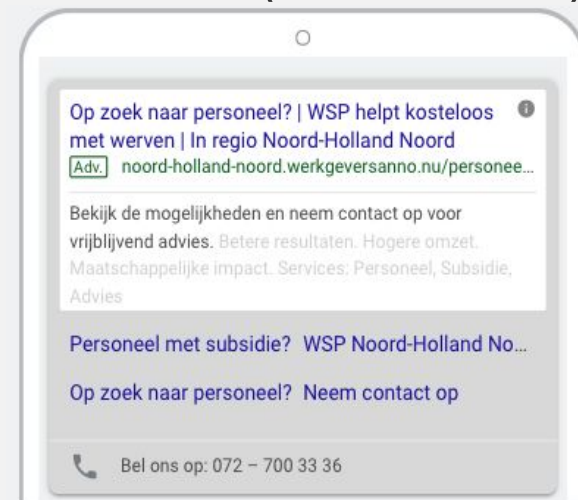 Op zoek naar personeel? | WSP helpt kosteloos
met werven | In regio Noord-Holland Noord
Adv. noord-holland-noord.werkgeversanno.nu/personee...
Bekijk de mogelijkheden en neem contact op voor
vrijblijvend advies. Betere resultaten. Hogere omzet.
Maatschappelijke impact. Services: Personeel, Subsidie,
Advies
Personeel met subsidie? WSP Noord-Holland No...
Op zoek naar personeel? Neem contact op
Bel ons op: 072 – 700 33 36